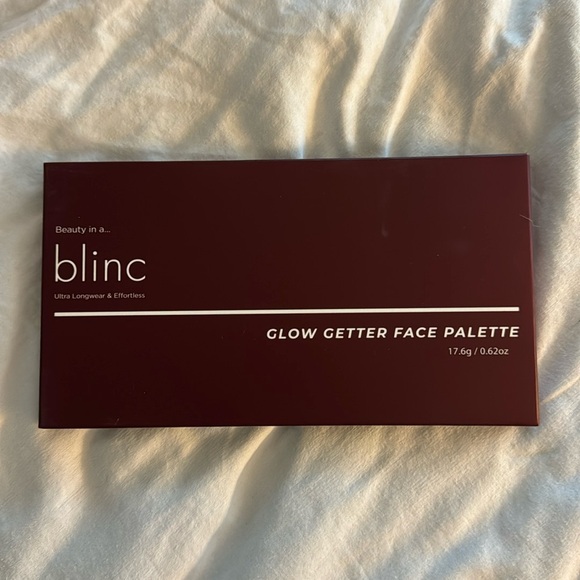 Beauty in a...
blinc
Ultra Longwear & Effortless
GLOW GETTER FACE PALETTE
17.6g / 0.62oz